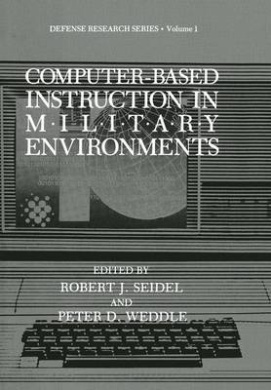 DEFENSE RESEARCH SERIES • Volume 1
COMPUTER-BASED
INSTRUCTION IN
M·I·L·I·T·A·R·Y
ENVIRONMENTS
EDITED BY
ROBERT J. SEIDEL
AND
PETER D. WEDDLE